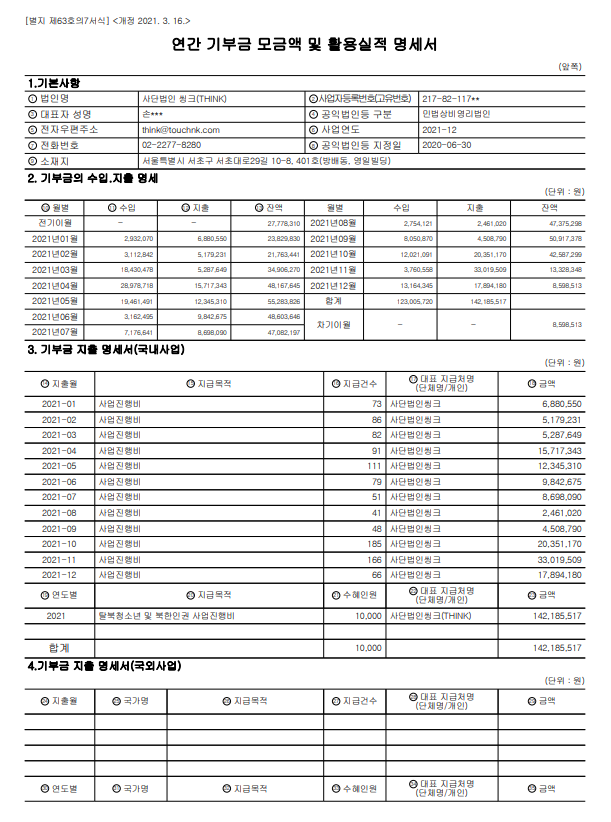 [별지 제63호의7서식] <개정 2021. 3. 16.>
연간 기부금 모금액 및 활용실적 명세서
(앞쪽)
1.기본사항
① 법인명 사단법인 씽크(THINK) ② 사업자등록번호(고유번호) 217-82-117**
③ 대표자 성명 손*** ④ 공익법인등 구분 민법상비영리법인
⑤ 전자우편주소 think@touchnk.com ⑥ 사업연도 2021-12
⑦ 전화번호 02-2277-8280 ⑧ 공익법인등 지정일 2020-06-30
⑨ 소재지 서울특별시 서초구 서초대로29길 10-8, 401호(방배동, 영일빌딩)
2. 기부금의 수입.지출 명세
(단위 : 원)
⑩ 월별 ⑪ 수입 ⑫ 지출 ⑬ 잔액 월별 수입 지출 잔액
전기이월 - - 27,778,310 2021년08월 2,754,121 2,461,020 47,375,298
2021년01월 2,932,070 6,880,550 23,829,830 2021년09월 8,050,870 4,508,790 50,917,378
2021년02월 3,112,842 5,179,231 21,763,441 2021년10월 12,021,091 20,351,170 42,587,299
2021년03월 18,430,478 5,287,649 34,906,270 2021년11월 3,760,558 33,019,509 13,328,348
2021년04월 28,978,718 15,717,343 48,167,645 2021년12월 13,164,345 17,894,180 8,598,513
2021년05월 19,461,491 12,345,310 55,283,826 합계 123,005,720 142,185,517
2021년06월 3,162,495 9,842,675 48,603,646 차기이월 - - 8,598,513
2021년07월 7,176,641 8,698,090 47,082,197
3. 기부금 지출 명세서(국내사업)
(단위 : 원)
⑭ 지출월 ⑮ 지급목적 ⑯ 지급건수 ⑰ 대표 지급처명 (단체명/개인) ⑱ 금액
2021-01 사업진행비 73 사단법인씽크 6,880,550
2021-02 사업진행비 86 사단법인씽크 5,179,231
2021-03 사업진행비 82 사단법인씽크 5,287,649
2021-04 사업진행비 91 사단법인씽크 15,717,343
2021-05 사업진행비 111 사단법인씽크 12,345,310
2021-06 사업진행비 79 사단법인씽크 9,842,675
2021-07 사업진행비 51 사단법인씽크 8,698,090
2021-08 사업진행비 41 사단법인씽크 2,461,020
2021-09 사업진행비 48 사단법인씽크 4,508,790
2021-10 사업진행비 185 사단법인씽크 20,351,170
2021-11 사업진행비 166 사단법인씽크 33,019,509
2021-12 사업진행비 66 사단법인씽크 17,894,180
⑲ 연도별 ⑳ 지급목적 ㉑ 수혜인원 ㉒ 대표 지급처명 (단체명/개인) ㉓ 금액
2021 탈북청소년 및 북한인권 사업진행비 10,000 사단법인씽크(THINK) 142,185,517
합계 10,000 142,185,517
4.기부금 지출 명세서(국외사업)
(단위 : 원)
㉔ 지출월 ㉕ 국가명 ㉖ 지급목적 ㉗ 지급건수 ㉘ 대표 지급처명 (단체명/개인) ㉙ 금액
㉚ 연도별 ㉛ 국가명 ㉜ 지급목적 ㉝ 수혜인원 ㉞ 대표 지급처명 (단체명/개인) ㉟ 금액